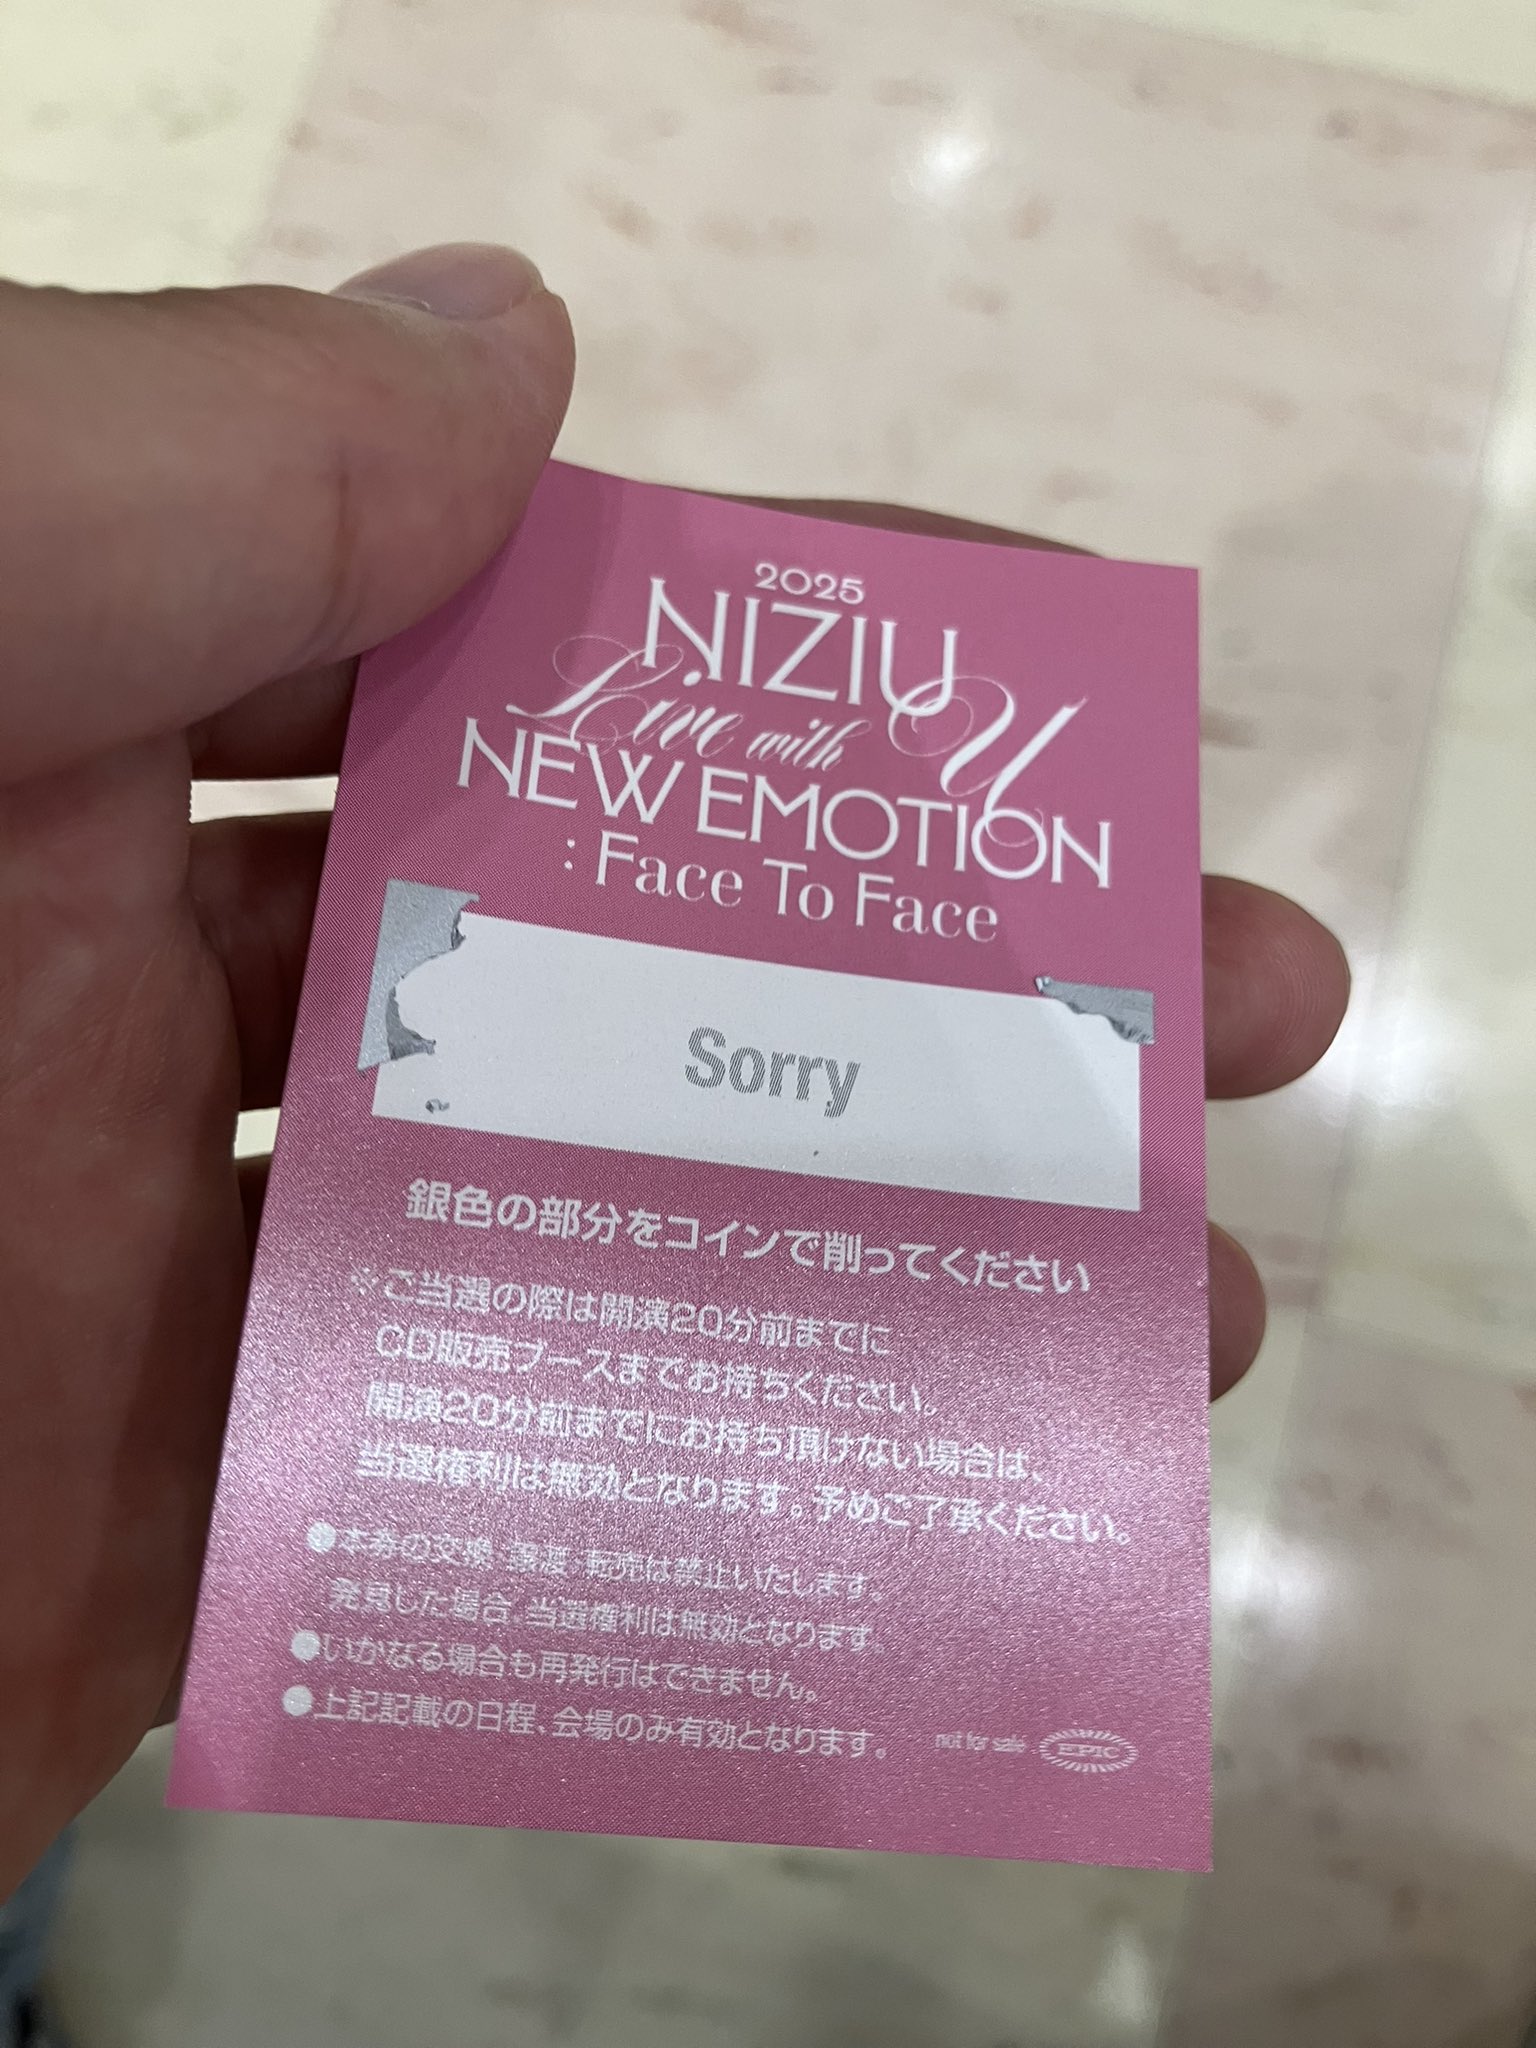 2025
NIZIU
Live with U
NEW EMOTION
: Face To Face
Sorry
銀色の部分をコインで削ってください
※ご当選の際は開演20分前までに
CD販売ブースまでお持ちください。
開演20分前までにお持ち頂けない場合は、
当選権利は無効となります。予めご了承ください。
●本券の交換・譲渡・転売は禁止いたします。
発見した場合、当選権利は無効となります。
●いかなる場合も再発行はできません。
●上記記載の日程、会場のみ有効となります。
not for sale EPIC